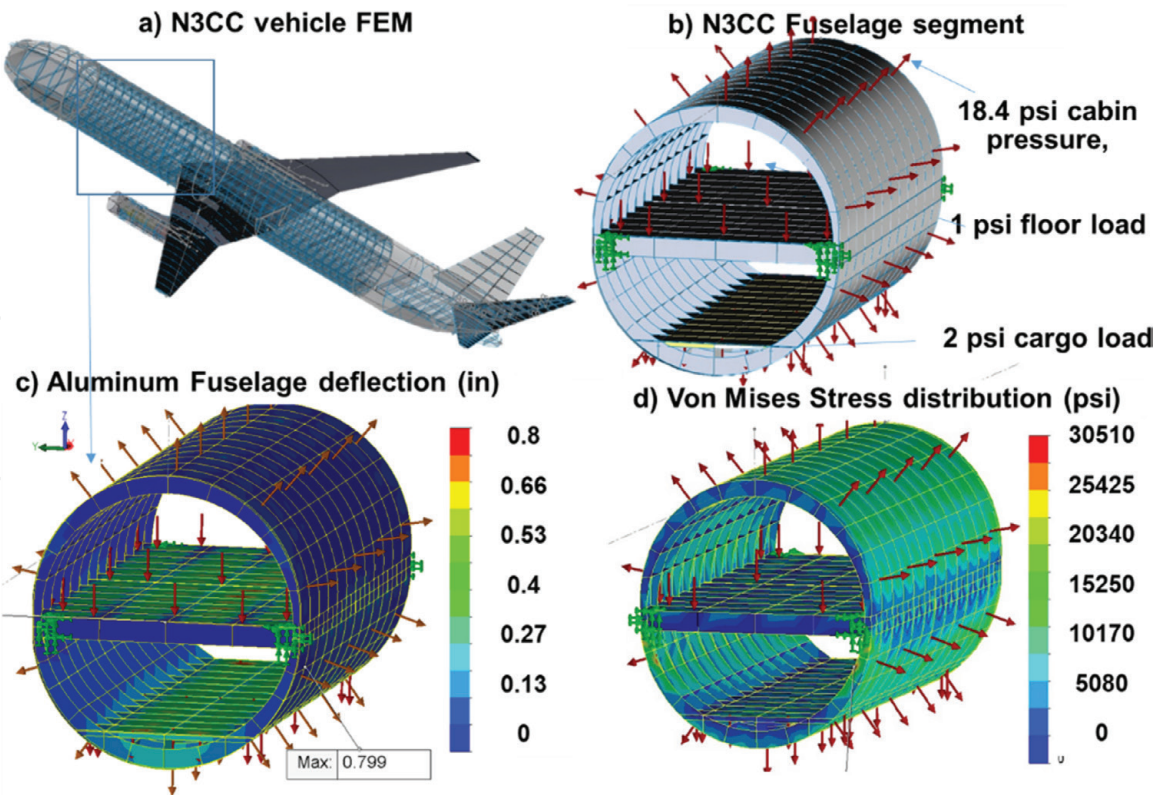 a) N3CC vehicle FEM
b) N3CC Fuselage segment
18.4 psi cabin
pressure,
1 psi floor load
2 psi cargo load
c) Aluminum Fuselage deflection (in)
Z
Y
0.8
0.66
0.53
0.4
0.27
0.13
0
Max: 0.799
d) Von Mises Stress distribution (psi)
30510
25425
20340
15250
10170
5080
0